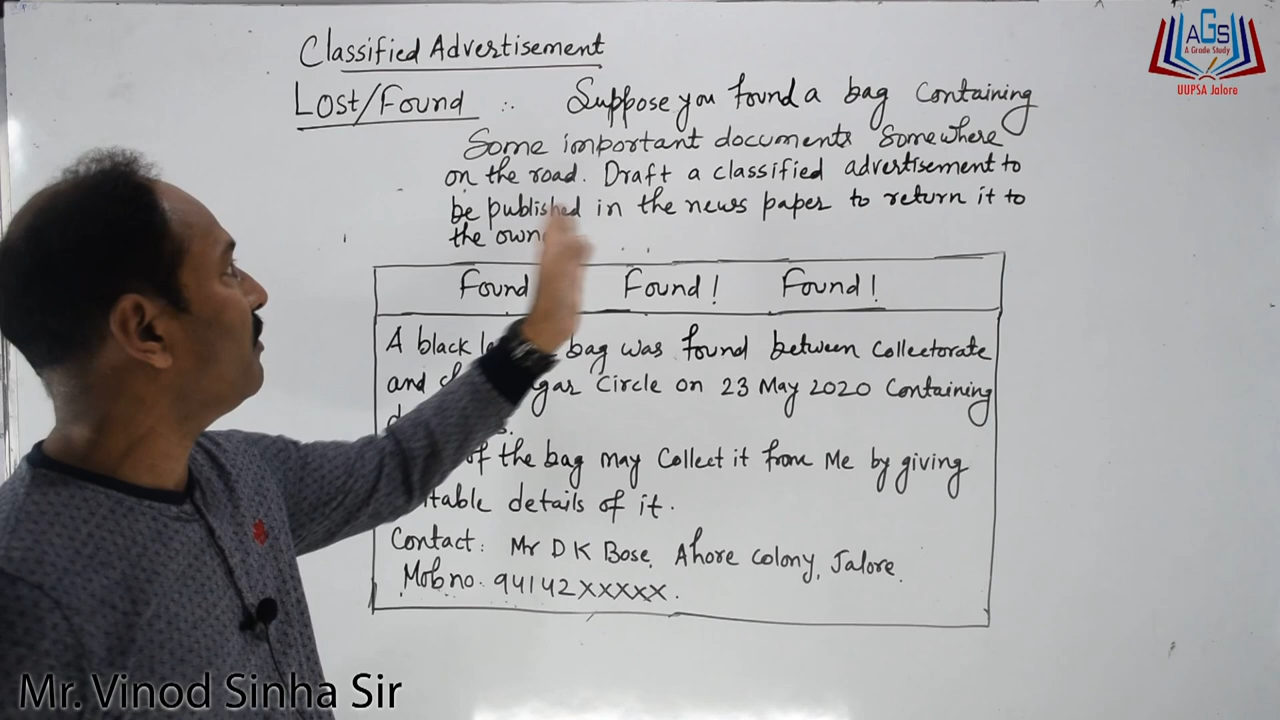 Classified Advertisement
Lost/Found :. Suppose you found a bag Containing
Some important documents Somewhere
on the road. Draft a classified advertisement to
be published in the news paper to return it to
the
Found Found! Found!
A black bag was found between Collectorate
and Circle on 23 May 2020 Containing
of the bag may Collect it from Me by giving
details of it.
Contact: Mr D K Bose, Ahore Colony, Jalore.
Mob no. 94142XXXXX.
AGS
A Grade Study
UUPSA Jalore
Mr. Vinod Sinha Sir